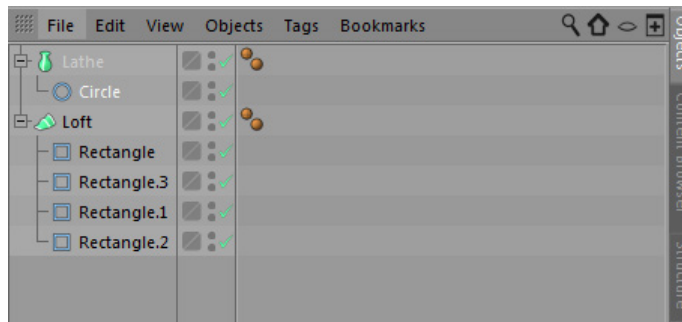 File Edit View Objects Tags Bookmarks
Lathe
Circle
Loft
Rectangle
Rectangle.3
Rectangle.1
Rectangle.2
Objects
Content Browser
Structure